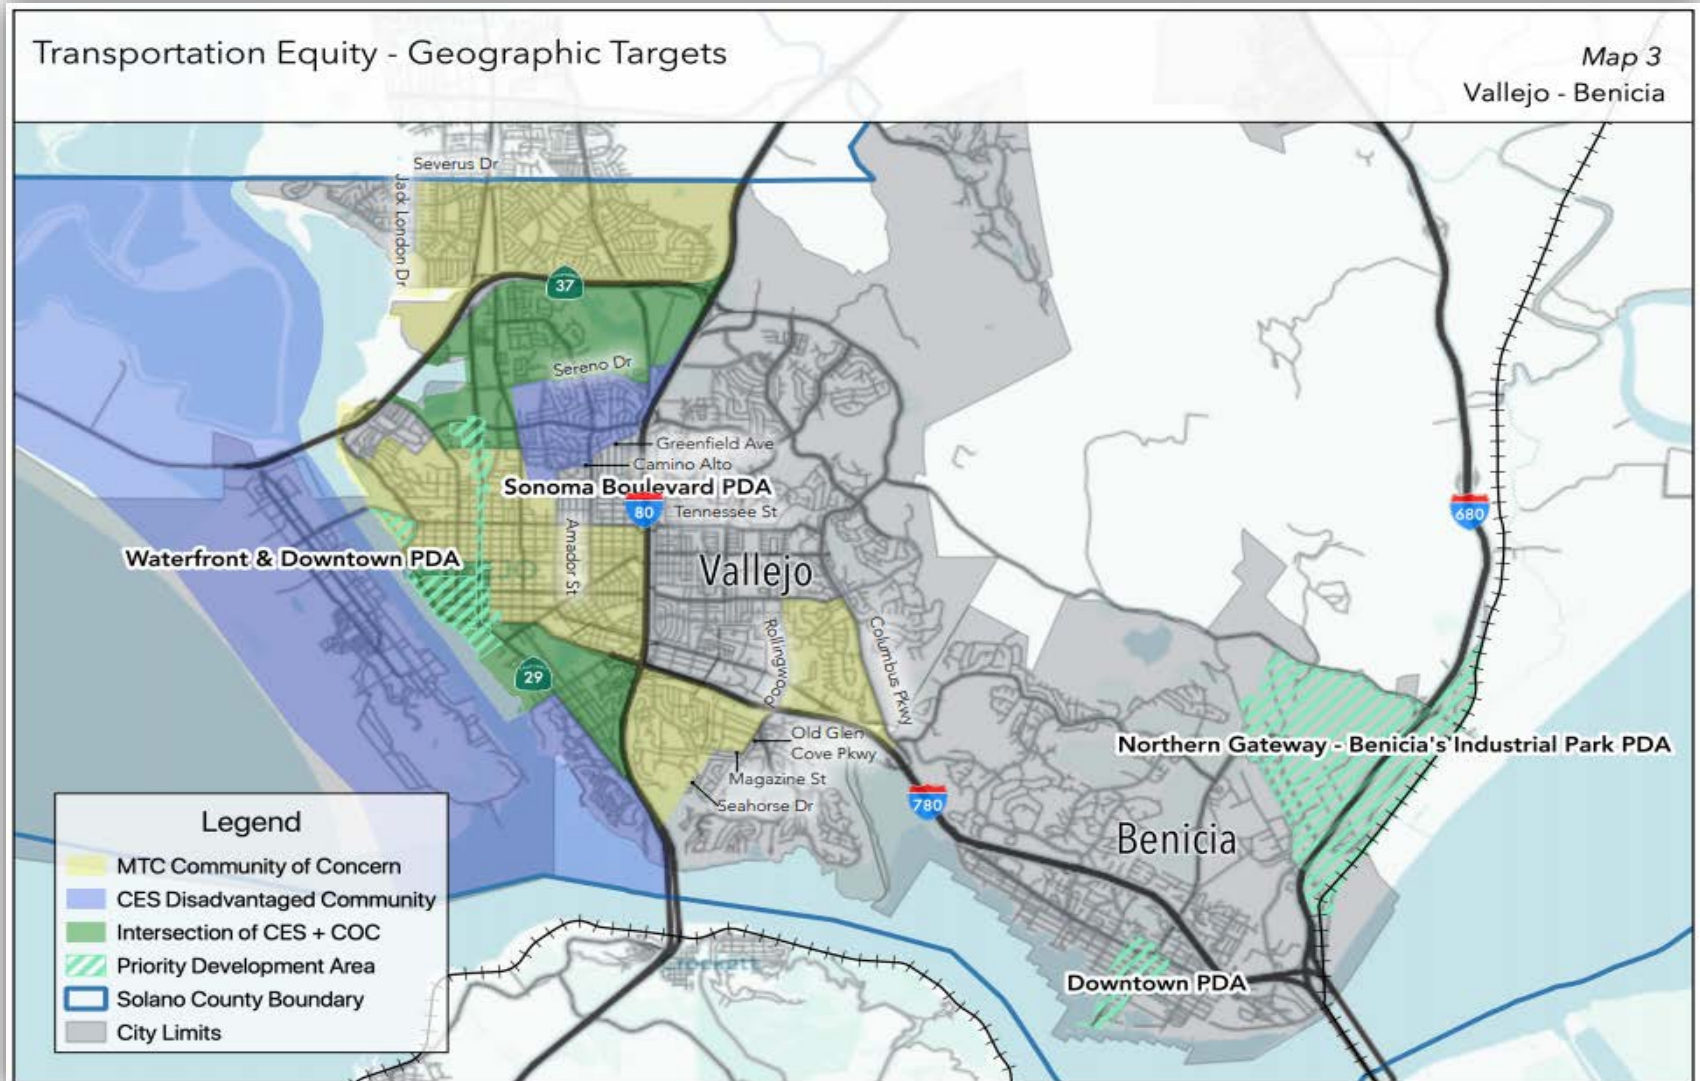 Transportation Equity - Geographic Targets
Map 3
Vallejo - Benicia
Severus Dr
Jack London Dr
37
Sereno Dr
Greenfield Ave
Camino Alto
Sonoma Boulevard PDA
80
Tennessee St
Amador St
Waterfront & Downtown PDA
Vallejo
680
Rollingwood
Columbus Pkwy
29
Old Glen
Cove Pkwy
Magazine St
Seahorse Dr
Northern Gateway - Benicia's Industrial Park PDA
780
Benicia
Downtown PDA
Legend
MTC Community of Concern
CES Disadvantaged Community
Intersection of CES + COC
Priority Development Area
Solano County Boundary
City Limits